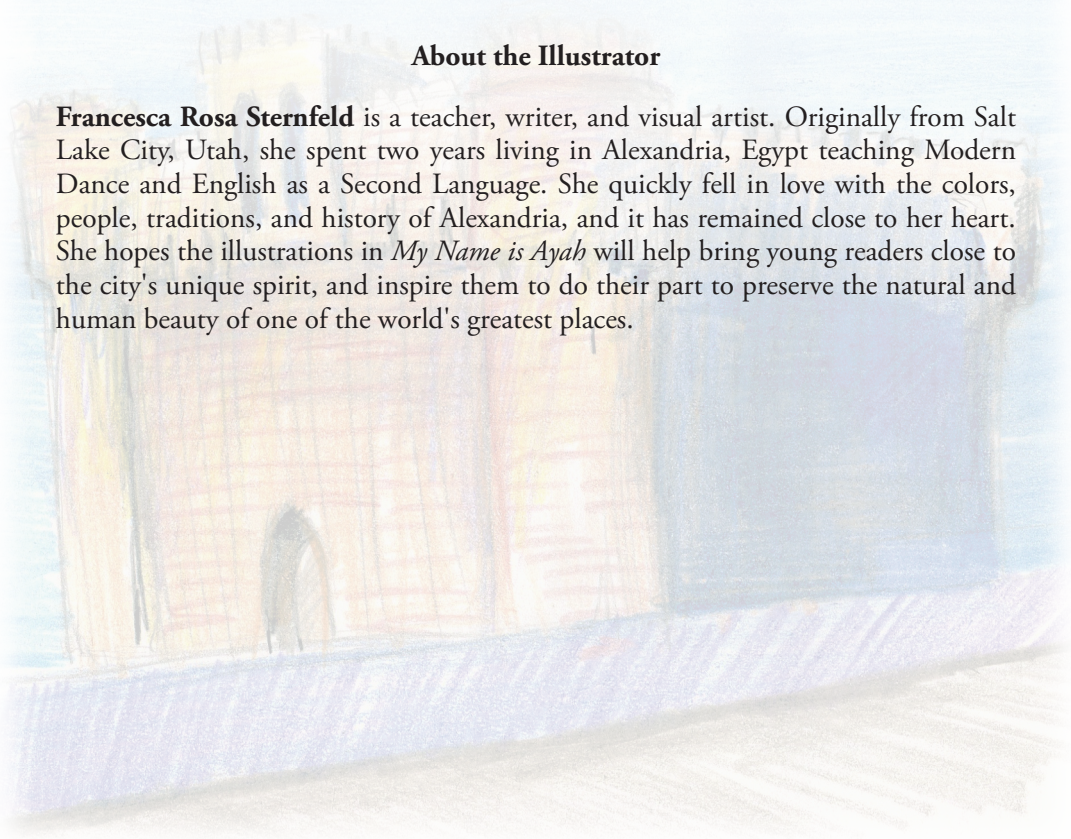 About the Illustrator
Francesca Rosa Sternfeld is a teacher, writer, and visual artist. Originally from Salt
Lake City, Utah, she spent two years living in Alexandria, Egypt teaching Modern
Dance and English as a Second Language. She quickly fell in love with the colors,
people, traditions, and history of Alexandria, and it has remained close to her heart.
She hopes the illustrations in My Name is Ayah will help bring young readers close to
the city's unique spirit, and inspire them to do their part to preserve the natural and
human beauty of one of the world's greatest places.